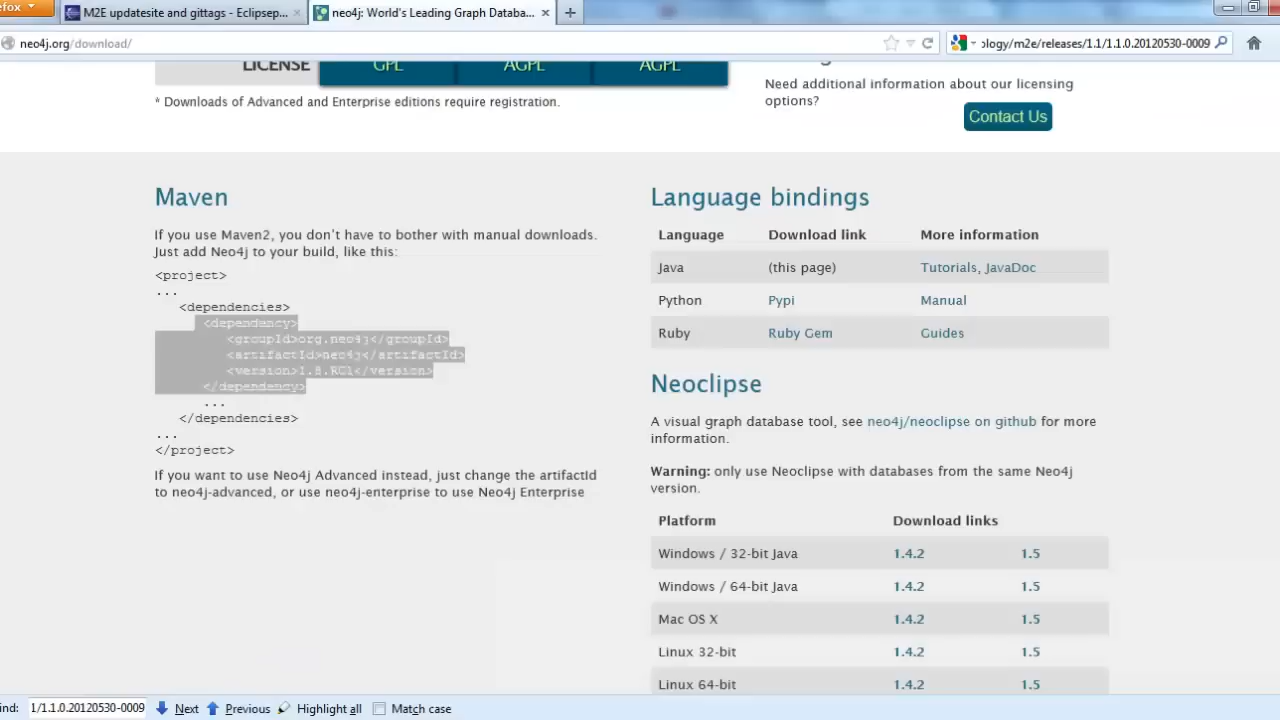 efox
M2E updatesite and gittags - Eclipsep...
neo4j: World's Leading Graph Databa...
neo4j.org/download/
ology/m2e/releases/1.1/1.1.0.20120530-0009
LICENSE GPL AGPL AGPL
* Downloads of Advanced and Enterprise editions require registration.
Need additional information about our licensing
options?
Contact Us
Maven
If you use Maven2, you don't have to bother with manual downloads.
Just add Neo4j to your build, like this:
<project>
...
<dependencies>
<dependency>
<groupId>org.neo4j</groupId>
<artifactId>neo4j</artifactId>
<version>1.8.RC1</version>
</dependency>
...
</dependencies>
...
</project>
If you want to use Neo4j Advanced instead, just change the artifactId
to neo4j-advanced, or use neo4j-enterprise to use Neo4j Enterprise
Language bindings
Language Download link More information
Java (this page) Tutorials, JavaDoc
Python Pypi Manual
Ruby Ruby Gem Guides
Neoclipse
A visual graph database tool, see neo4j/neoclipse on github for more
information.
Warning: only use Neoclipse with databases from the same Neo4j
version.
Platform Download links
Windows / 32-bit Java 1.4.2 1.5
Windows / 64-bit Java 1.4.2 1.5
Mac OS X 1.4.2 1.5
Linux 32-bit 1.4.2 1.5
Linux 64-bit 1.4.2 1.5
ind: 1/1.1.0.20120530-0009 Next Previous Highlight all Match case